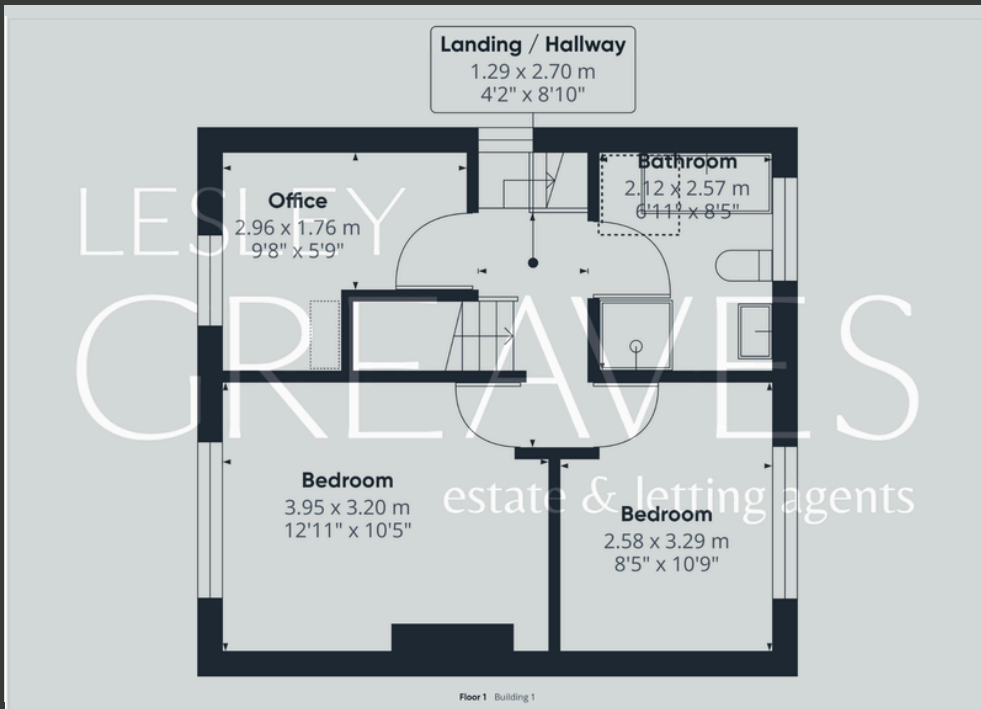 Landing / Hallway
1.29 x 2.70 m
4'2" x 8'10"
Office
2.96 x 1.76 m
9'8" x 5'9"
Bathroom
2.12 x 2.57 m
6'11" x 8'5"
LESLEY
GREAVES
estate & letting agents
Bedroom
3.95 x 3.20 m
12'11" x 10'5"
Bedroom
2.58 x 3.29 m
8'5" x 10'9"
Floor 1 Building 1